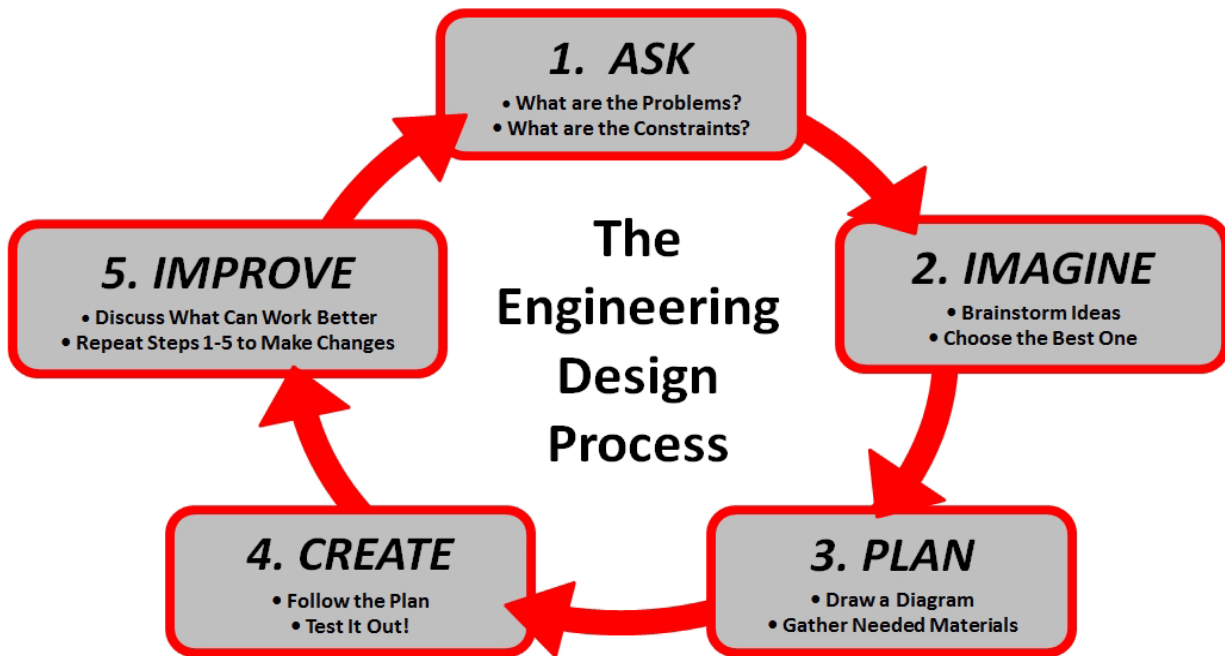 1. ASK
• What are the Problems?
• What are the Constraints?
The
Engineering
Design
Process
2. IMAGINE
• Brainstorm Ideas
• Choose the Best One
3. PLAN
• Draw a Diagram
• Gather Needed Materials
4. CREATE
• Follow the Plan
• Test It Out!
5. IMPROVE
• Discuss What Can Work Better
• Repeat Steps 1-5 to Make Changes